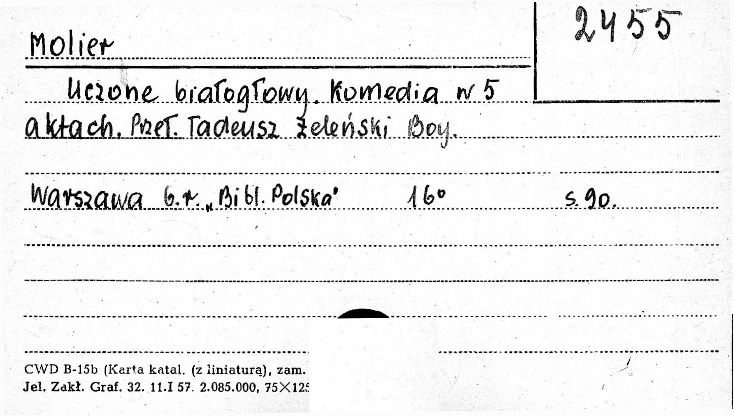 2455
Molier
Uczone białogłowy. Komedia w 5
aktach. Przeł. Tadeusz Żeleński Boy.
Warszawa b.r. „Bibl. Polska" 16° s. 90.
CWD B-15b (Karta katal. (z liniaturą), zam.
Jel. Zakł. Graf. 32. 11.I 57. 2.085.000, 75×125